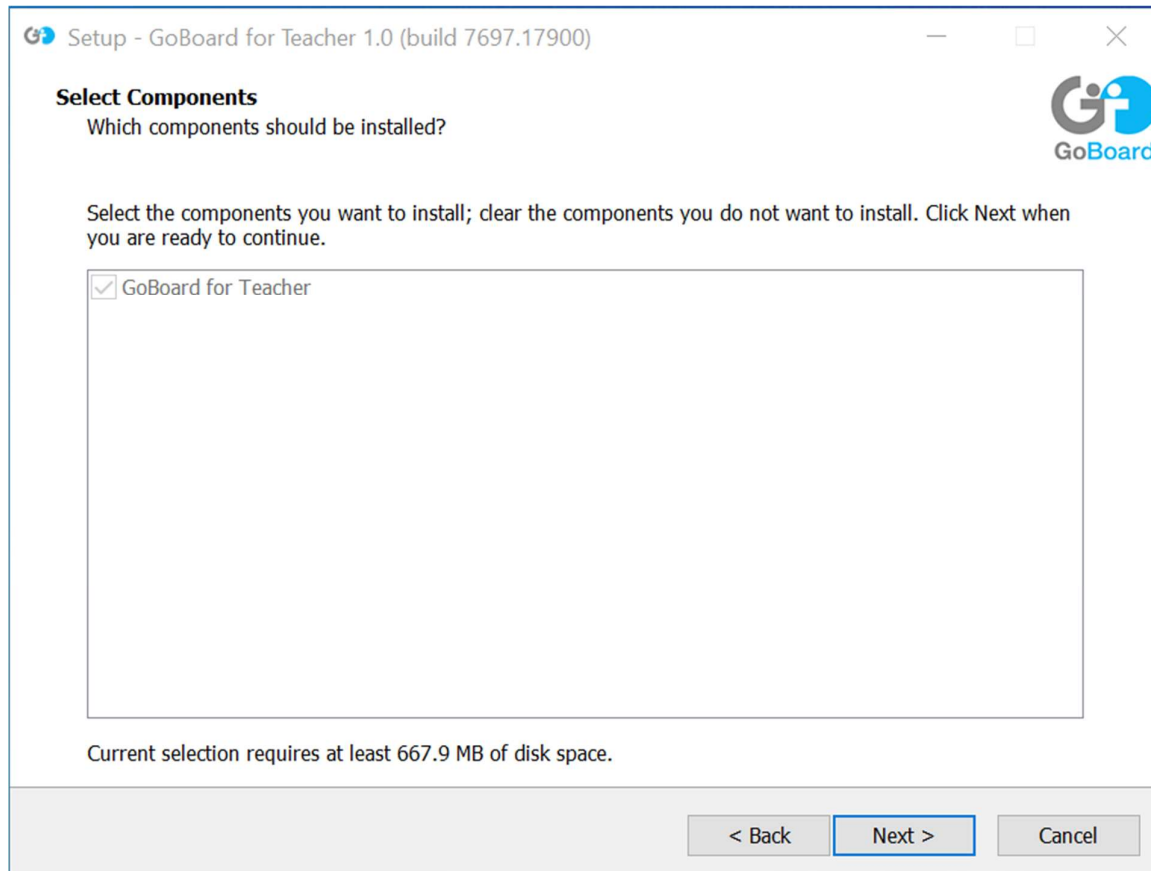 Setup - GoBoard for Teacher 1.0 (build 7697.17900)
Select Components
Which components should be installed?
GoBoard
Select the components you want to install; clear the components you do not want to install. Click Next when
you are ready to continue.
GoBoard for Teacher
Current selection requires at least 667.9 MB of disk space.
< Back Next > Cancel